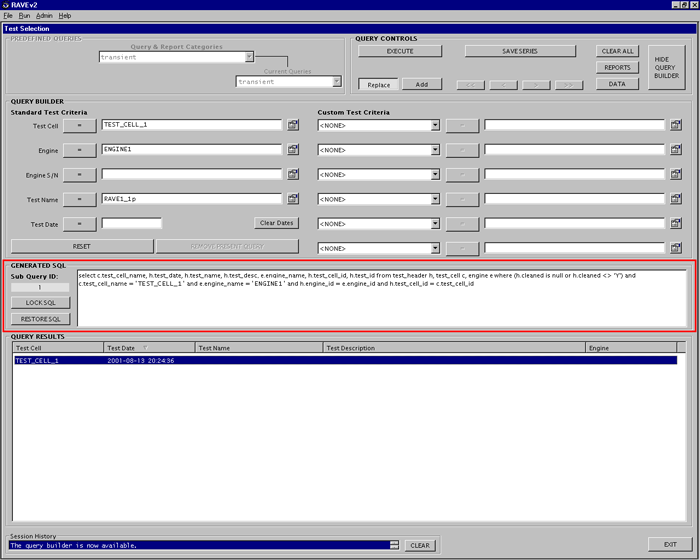 RAVE v2
File Run Admin Help
Test Selection
PREDEFINED QUERIES
Query & Report Categories
transient
Current Queries
transient
QUERY CONTROLS
EXECUTE
SAVE SERIES
CLEAR ALL
REPORTS
DATA
HIDE
QUERY
BUILDER
Replace
Add
<<
<
>
>>
QUERY BUILDER
Standard Test Criteria
Custom Test Criteria
Test Cell = TEST_CELL_1
<NONE> =
Engine = ENGINE1
<NONE> =
Engine S/N =
<NONE> =
Test Name = RAVE1_1p
<NONE> =
Test Date =
Clear Dates
<NONE> =
RESET
REMOVE PRESENT QUERY
<NONE> =
GENERATED SQL
Sub Query ID:
1
LOCK SQL
RESTORE SQL
select c.test_cell_name, h.test_date, h.test_name, h.test_desc, e.engine_name, h.test_cell_id, h.test_id from test_header h, test_cell c, engine e where (h.cleaned is null or h.cleaned <> 'Y') and
c.test_cell_name = 'TEST_CELL_1' and e.engine_name = 'ENGINE1' and h.engine_id = e.engine_id and h.test_cell_id = c.test_cell_id
QUERY RESULTS
Test Cell Test Date Test Name Test Description Engine
TEST_CELL_1 2001-08-13 20:24:36
Session History
The query builder is now available.
CLEAR
EXIT